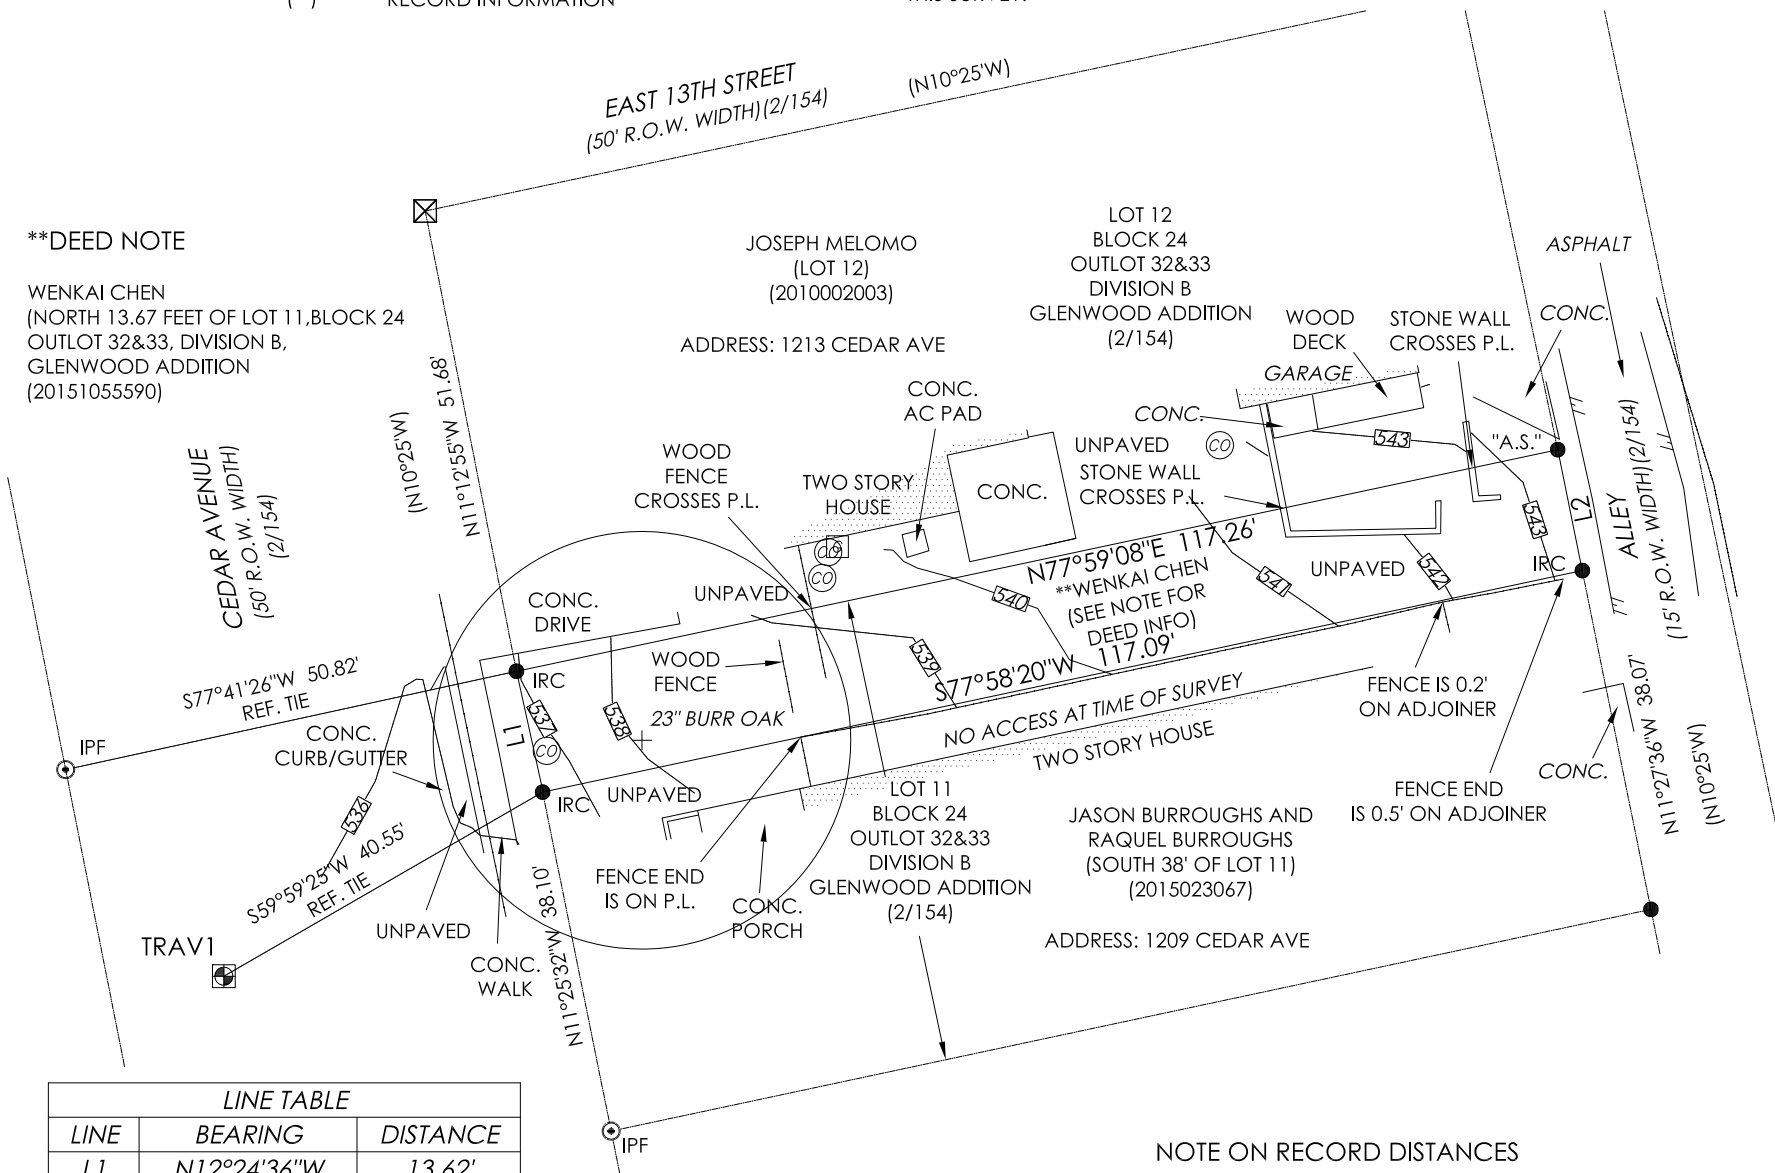 RECORD INFORMATION
EAST 13TH STREET
(50' R.O.W. WIDTH)(2/154)
(N10°25'W)
**DEED NOTE
WENKAI CHEN
(NORTH 13.67 FEET OF LOT 11,BLOCK 24
OUTLOT 32&33, DIVISION B,
GLENWOOD ADDITION
(20151055590)
JOSEPH MELOMO
(LOT 12)
(2010002003)
ADDRESS: 1213 CEDAR AVE
LOT 12
BLOCK 24
OUTLOT 32&33
DIVISION B
GLENWOOD ADDITION
(2/154)
ASPHALT
WOOD
DECK
STONE WALL
CROSSES P.L.
CONC.
GARAGE
CONC.
AC PAD
CONC.
UNPAVED
CO
543
"A.S."
STONE WALL
CROSSES P.L.
CEDAR AVENUE
(50' R.O.W. WIDTH)
(2/154)
(N10°25'W)
N11°12'55"W 51.68'
WOOD
FENCE
CROSSES P.L.
TWO STORY
HOUSE
CONC.
L2
ALLEY
(15' R.O.W. WIDTH)(2/154)
543
CO
CO
N77°59'08"E 117.26'
**WENKAI CHEN
(SEE NOTE FOR
DEED INFO)
S77°58'20"W 117.09'
540
541
UNPAVED
542
IRC
UNPAVED
CONC.
DRIVE
S77°41'26"W 50.82'
REF. TIE
IPF
IRC
WOOD
FENCE
23" BURR OAK
539
538
537
L1
CO
CONC.
CURB/GUTTER
536
NO ACCESS AT TIME OF SURVEY
TWO STORY HOUSE
FENCE IS 0.2'
ON ADJOINER
N11°27'36"W 38.07'
(N10°25'W)
CONC.
FENCE END
IS 0.5' ON ADJOINER
IRC
UNPAVED
S59°59'25"W 40.55'
REF. TIE
TRAV1
UNPAVED
CONC.
WALK
N11°25'32"W 38.10'
FENCE END
IS ON P.L.
CONC.
PORCH
LOT 11
BLOCK 24
OUTLOT 32&33
DIVISION B
GLENWOOD ADDITION
(2/154)
JASON BURROUGHS AND
RAQUEL BURROUGHS
(SOUTH 38' OF LOT 11)
(2015023067)
ADDRESS: 1209 CEDAR AVE
IPF
LINE TABLE
LINE BEARING DISTANCE
L1 N12°24'36"W 13.62'
NOTE ON RECORD DISTANCES